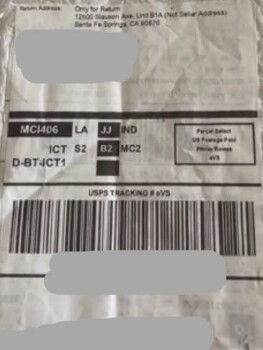 Return Address: Only for Return
12500 Slauson Ave. Unit B1A (Not Seller Address)
Santa Fe Springs, CA 90670
MCI406 LA JJ IND
ICT S2 B2 MC2
D-BT-ICT1
Parcel Select
US Postage Paid
eVS
USPS TRACKING # eVS